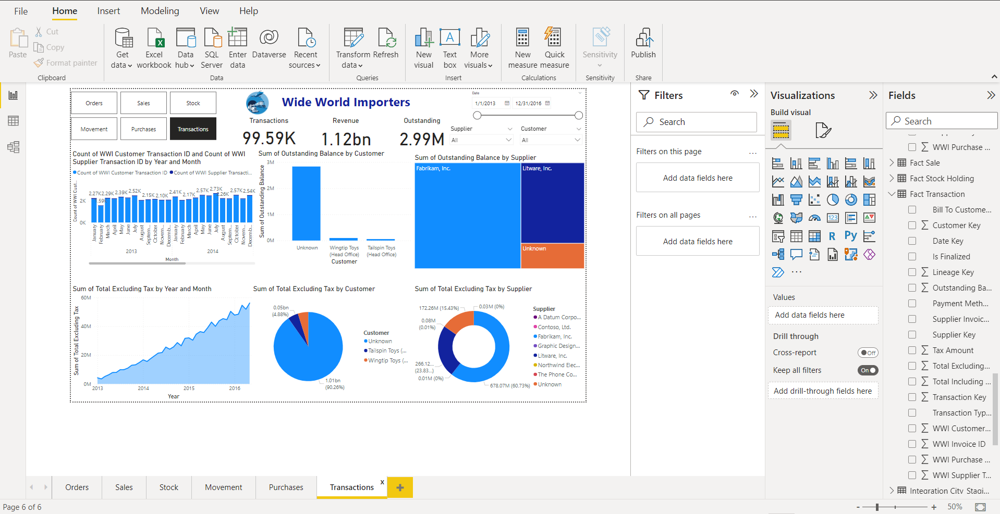 File Home Insert Modeling View Help
Paste
Cut
Copy
Format painter
Clipboard
Get data
Excel workbook
Data hub
SQL Server
Enter data
Dataverse
Recent sources
Data
Transform data
Refresh
Queries
New visual
Text box
More visuals
Insert
New measure
Quick measure
Calculations
Sensitivity
Sensitivity
Publish
Share
Orders Sales Stock
Movement Purchases Transactions
Wide World Importers
Date
1/1/2013 12/31/2016
Transactions Revenue Outstanding
99.59K 1.12bn 2.99M
Supplier Customer
All All
Count of WWI Customer Transaction ID and Count of WWI
Supplier Transaction ID by Year and Month
Count of WWI Customer Transaction ID Count of WWI Supplier Transacti...
Count of WWI Cust...
2K
0K
2.27K 2.29K 2.39K 2.52K 2.15K 2.10K 2.41K 2.17K 2.57K 2.73K 2.57K 2.54K
January February March April May June July August Septem... October Novem... Decemb... January February March April May June July August Septem... October Novem... Decemb...
2013 2014
Month
Sum of Outstanding Balance by Customer
Sum of Outstanding Balance
3M
2M
1M
0M
Unknown
Wingtip Toys
(Head Office)
Tailspin Toys
(Head Office)
Customer
Sum of Outstanding Balance by Supplier
Fabrikam, Inc.
Litware, Inc.
Unknown
Sum of Total Excluding Tax by Year and Month
Sum of Total Excluding Tax
60M
40M
20M
0M
2013 2014 2015 2016
Year
Sum of Total Excluding Tax by Customer
0.05bn
(4.88%)
1.01bn
(90.26%)
Customer
Unknown
Tailspin Toys (...
Wingtip Toys (...
Sum of Total Excluding Tax by Supplier
172.26M (15.43%)
0.03M (0%)
0.08M
(0.01%)
266.12...
(23.83...)
0.01M (0%)
678.07M (60.73%)
Supplier
A Datum Corpo...
Contoso, Ltd.
Fabrikam, Inc.
Graphic Design...
Litware, Inc.
Northwind Elec...
The Phone Co...
Unknown
Filters
Search
Filters on this page ...
Add data fields here
Filters on all pages ...
Add data fields here
Visualizations
Build visual
123
R Py
...
Values
Add data fields here
Drill through
Cross-report Off
Keep all filters On
Add drill-through fields here
Fields
Search
WWI Purchase ...
Fact Sale
Fact Stock Holding
Fact Transaction
Bill To Custome...
Customer Key
Date Key
Is Finalized
Lineage Key
Outstanding Ba...
Payment Meth...
Supplier Invoic...
Supplier Key
Tax Amount
Total Excluding...
Total Including ...
Transaction Key
Transaction Typ...
WWI Customer...
WWI Invoice ID
WWI Purchase ...
WWI Supplier T...
Integration City Stagi...
Orders Sales Stock Movement Purchases Transactions x +
Page 6 of 6
- + 50%